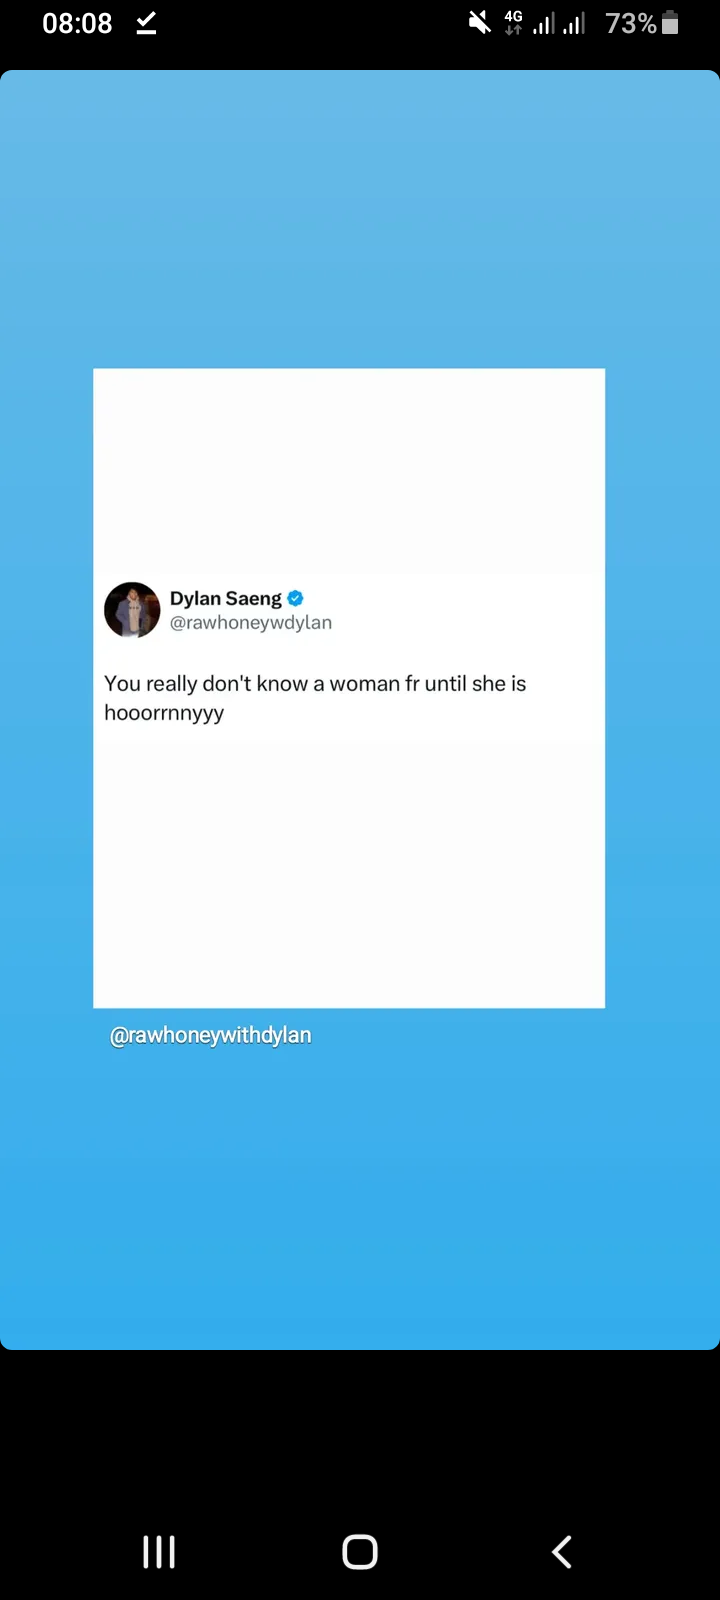 08:08
4G
73%
Dylan Saeng
@rawhoneywdylan
You really don't know a woman fr until she is
hooorrnnyyy
@rawhoneywithdylan